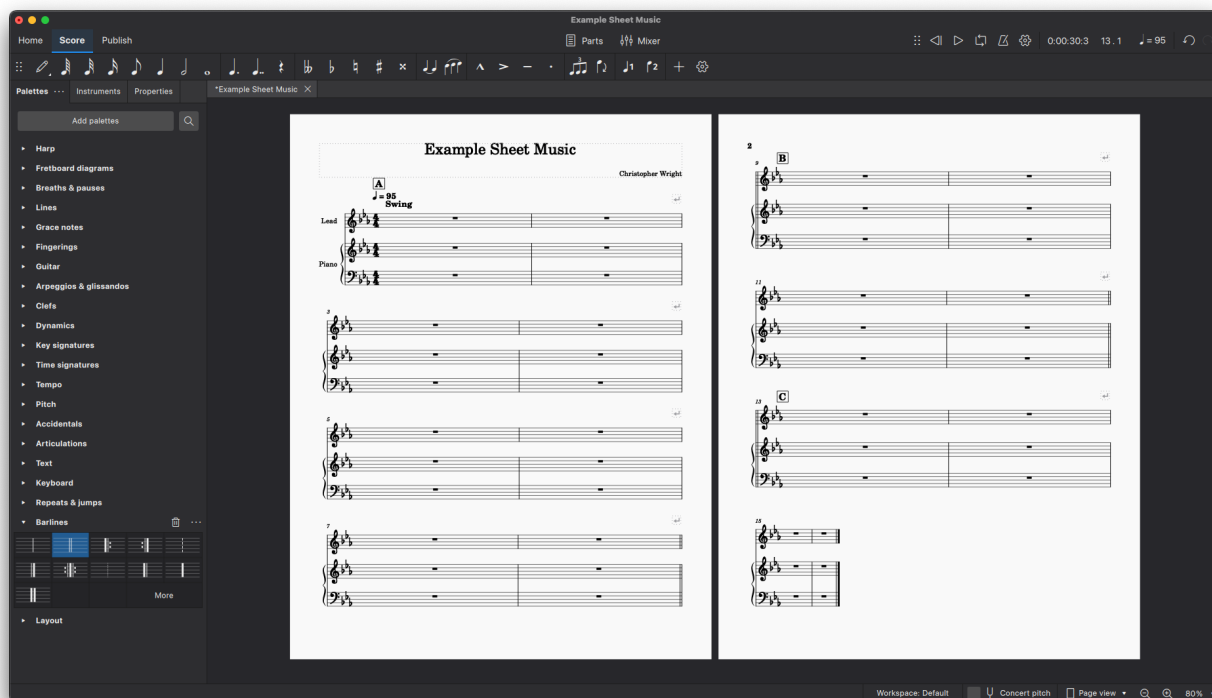 Example Sheet Music
Home Score Publish
Parts Mixer
0:00:30:3 13 . 1 = 95
1 2
Palettes Instruments Properties
*Example Sheet Music
Add palettes
Harp
Fretboard diagrams
Breaths & pauses
Lines
Grace notes
Fingerings
Guitar
Arpeggios & glissandos
Clefs
Dynamics
Key signatures
Time signatures
Tempo
Pitch
Accidentals
Articulations
Text
Keyboard
Repeats & jumps
Barlines
More
Layout
Example Sheet Music
Christopher Wright
A
= 95
Swing
Lead
Piano
3
5
7
2
9
B
11
13
C
15
Workspace: Default Concert pitch Page view 80%